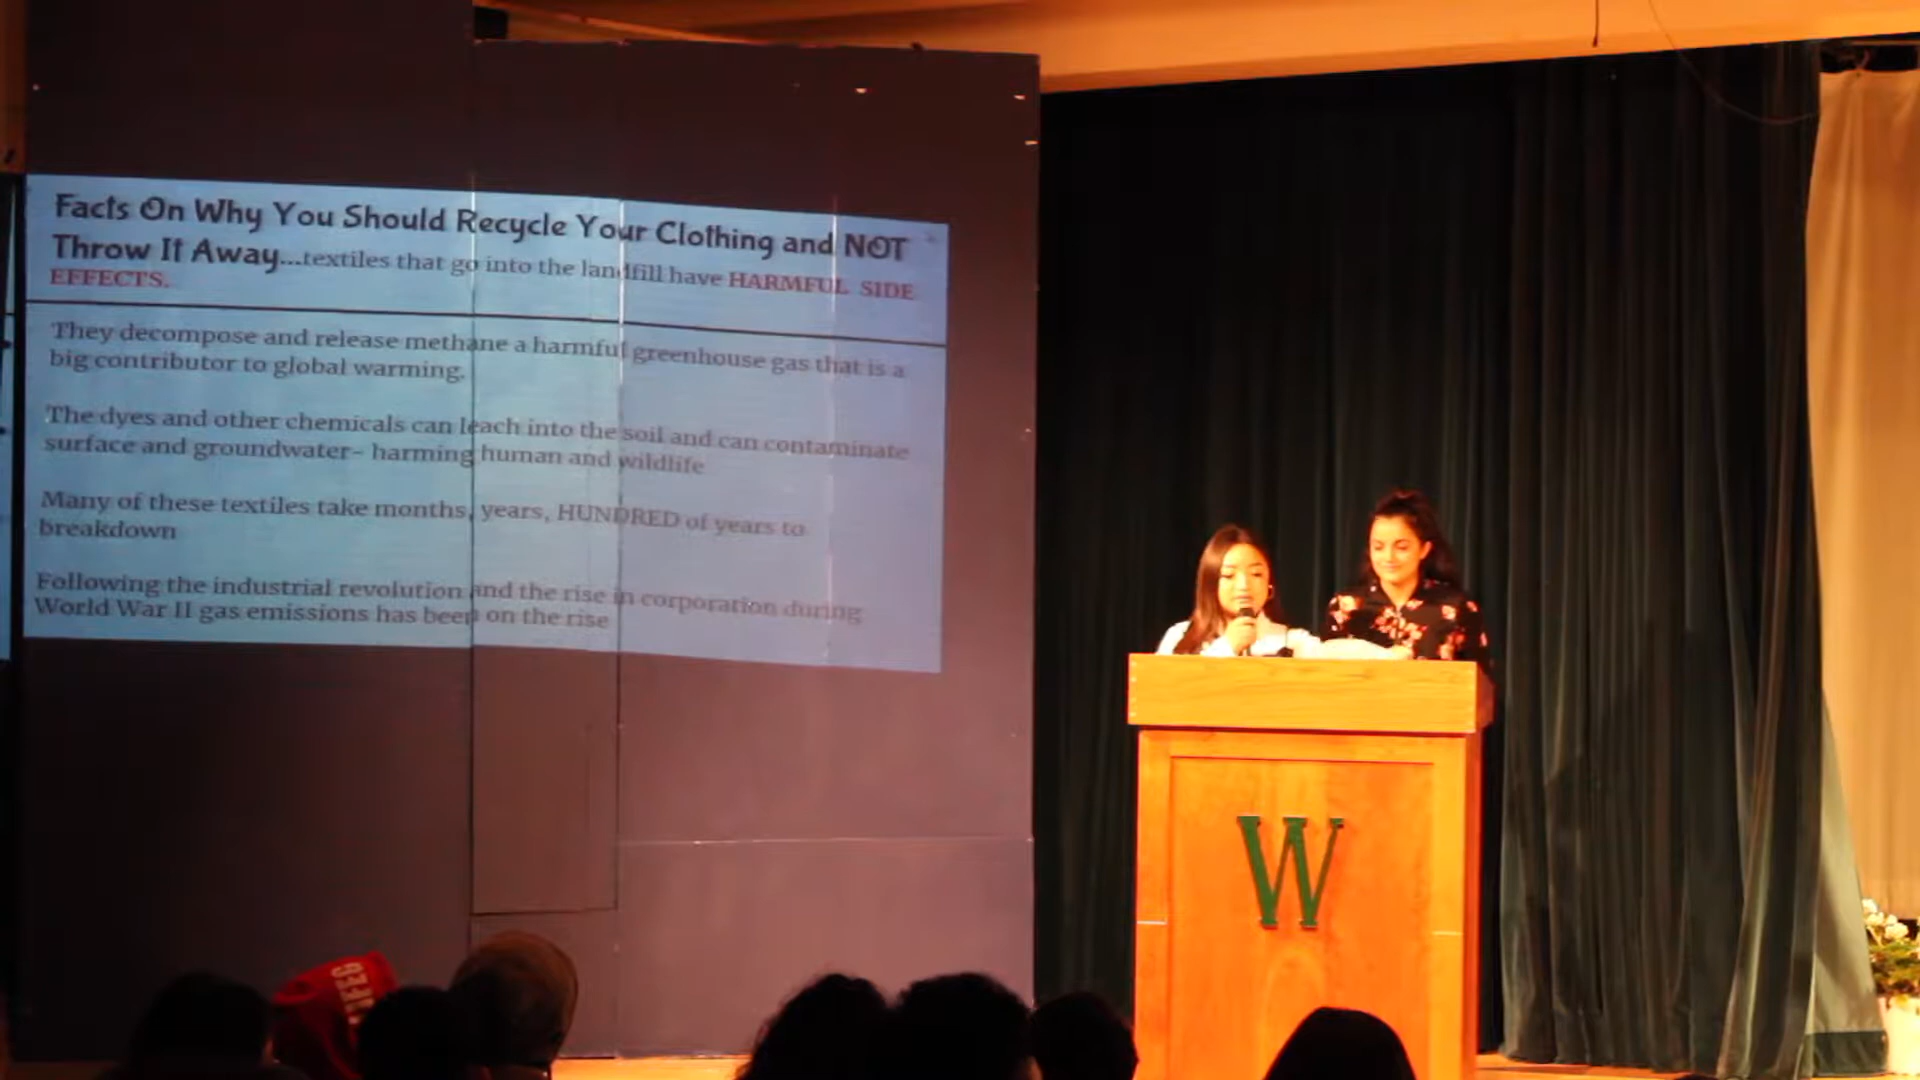 Facts On Why You Should Recycle Your Clothing and NOT
Throw It Away...textiles that go into the landfill have HARMFUL SIDE
EFFECTS.
They decompose and release methane a harmful greenhouse gas that is a
big contributor to global warming.
The dyes and other chemicals can leach into the soil and can contaminate
surface and groundwater- harming human and wildlife
Many of these textiles take months, years, HUNDRED of years to
breakdown
Following the industrial revolution and the rise in corporation during
World War II gas emissions has been on the rise
W